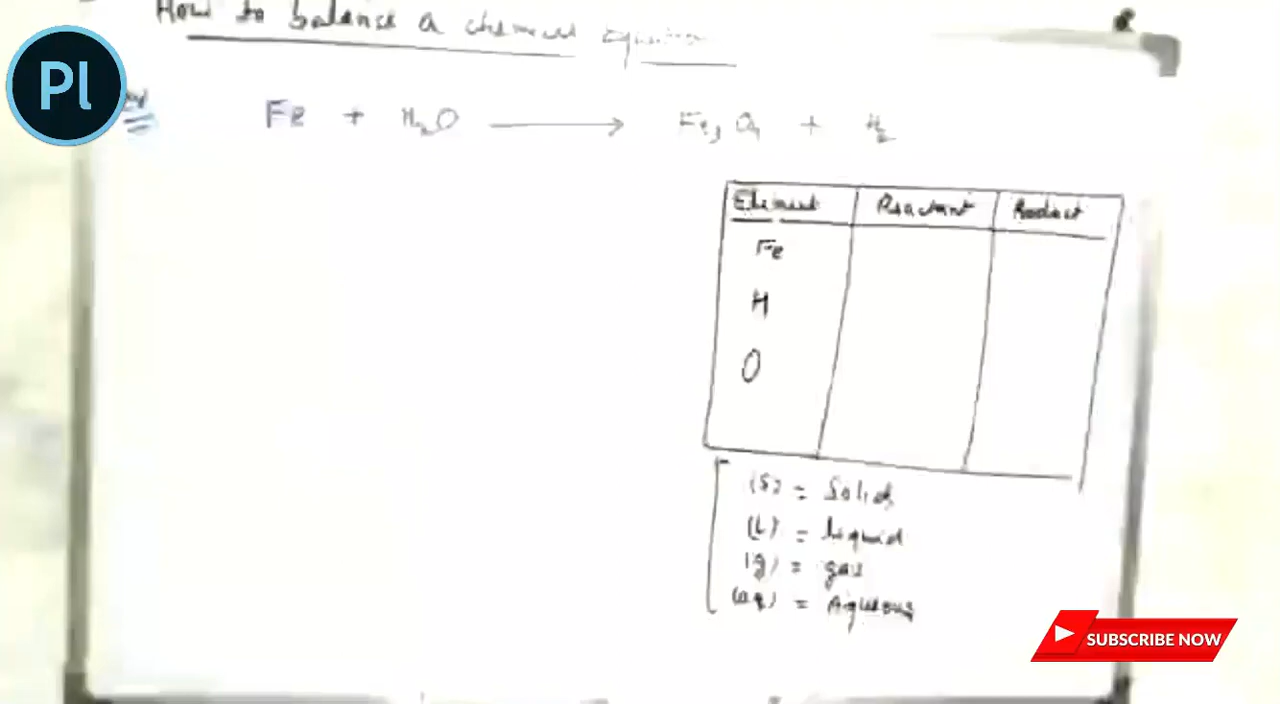 How to balance a chemical equation
Pl
Fe + H₂O → Fe₃O₄ + H₂
Element Reactant Product
Fe
H
O
(s) = Solid
(l) = liquid
(g) = gas
(aq) = Aqueous
SUBSCRIBE NOW